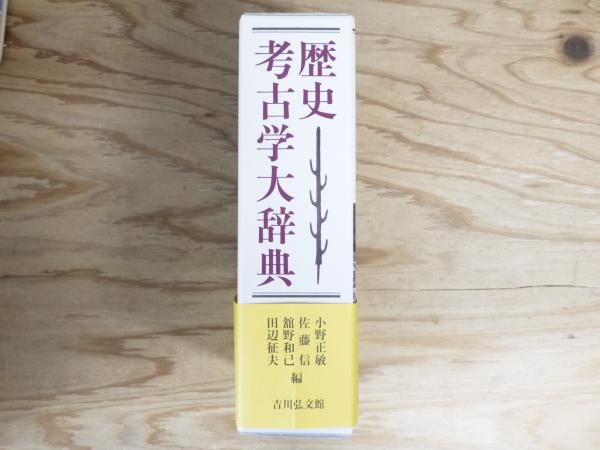 歴史
考古学大辞典
小野正敏
佐藤信
舘野和己
田辺征夫
編
吉川弘文館